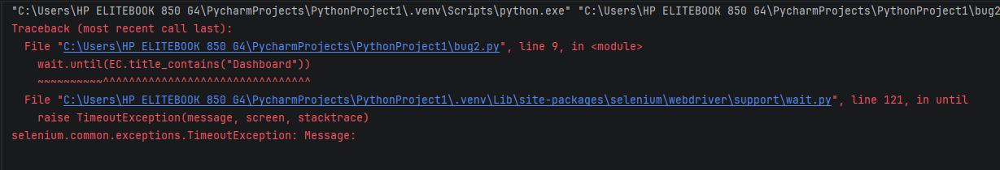 "C:\Users\HP ELITEBOOK 850 G4\PycharmProjects\PythonProject1\.venv\Scripts\python.exe" "C:\Users\HP ELITEBOOK 850 G4\PycharmProjects\PythonProject1\bug2
Traceback (most recent call last):
  File "C:\Users\HP ELITEBOOK 850 G4\PycharmProjects\PythonProject1\bug2.py", line 9, in <module>
    wait.until(EC.title_contains("Dashboard"))
    ~~~~~~~~~~^^^^^^^^^^^^^^^^^^^^^^^^^^^^^^^^
  File "C:\Users\HP ELITEBOOK 850 G4\PycharmProjects\PythonProject1\.venv\Lib\site-packages\selenium\webdriver\support\wait.py", line 121, in until
    raise TimeoutException(message, screen, stacktrace)
selenium.common.exceptions.TimeoutException: Message: